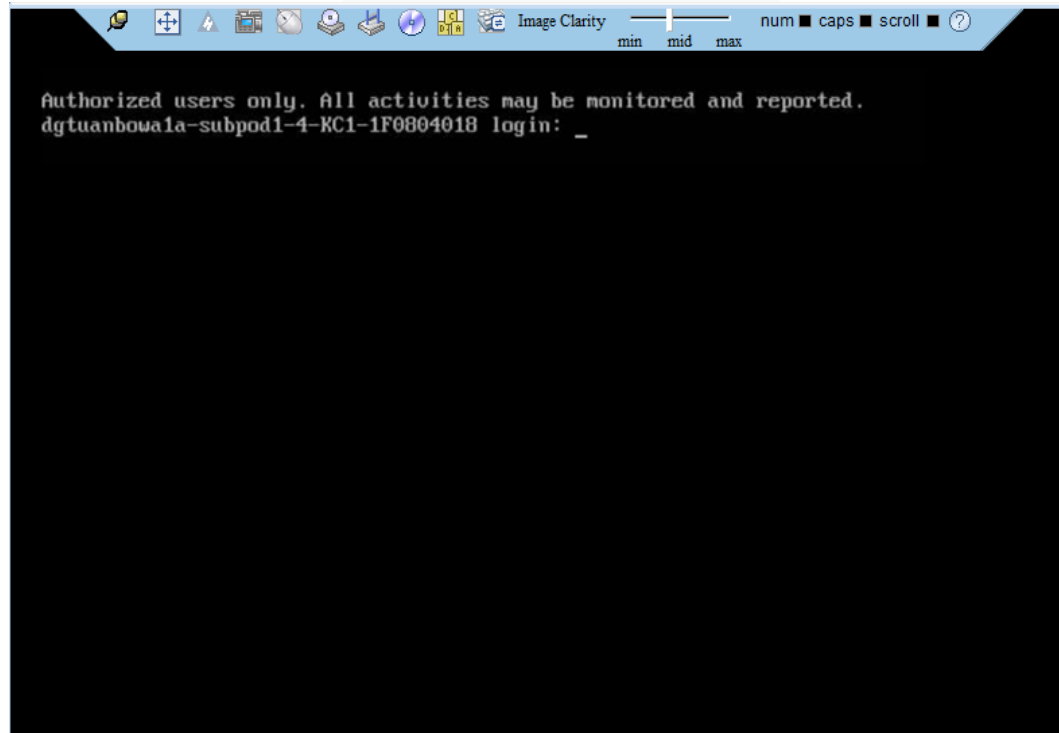 Image Clarity min mid max num caps scroll ?
Authorized users only. All activities may be monitored and reported.
dgtuanbowa1a-subpod1-4-KC1-1F0804018 login: _